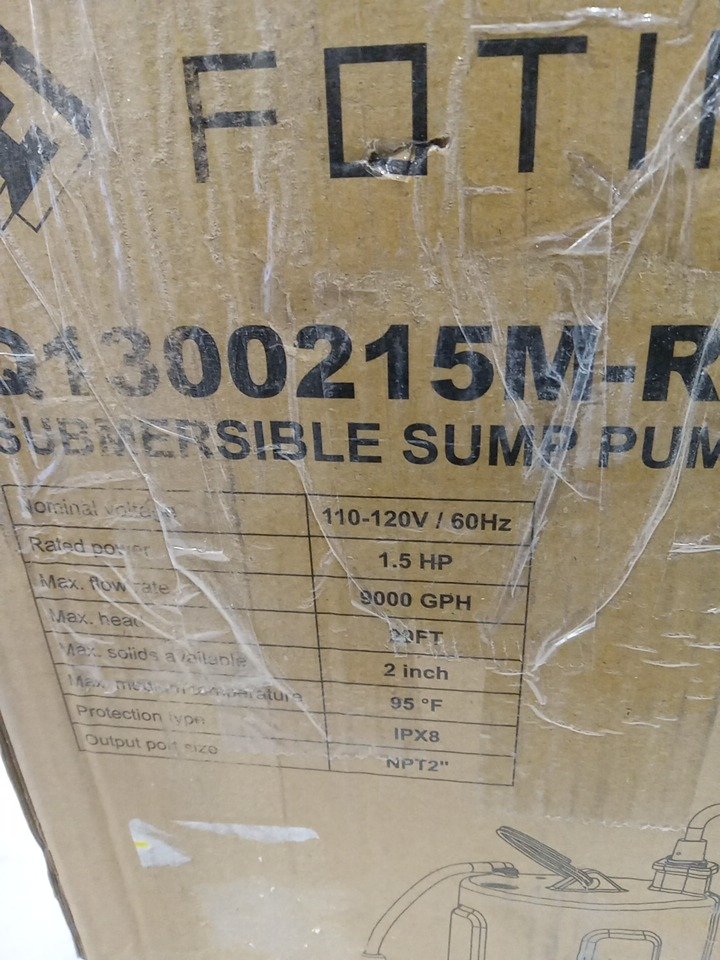 FOTI
Q1300215M-R
SUBMERSIBLE SUMP PUM
Nominal voltage 110-120V / 60Hz
Rated power 1.5 HP
Max. flow rate 9000 GPH
Max. head
Max. solids available 2 inch
Max. medium temperature 95 °F
Protection type IPX8
Output port size NPT2"